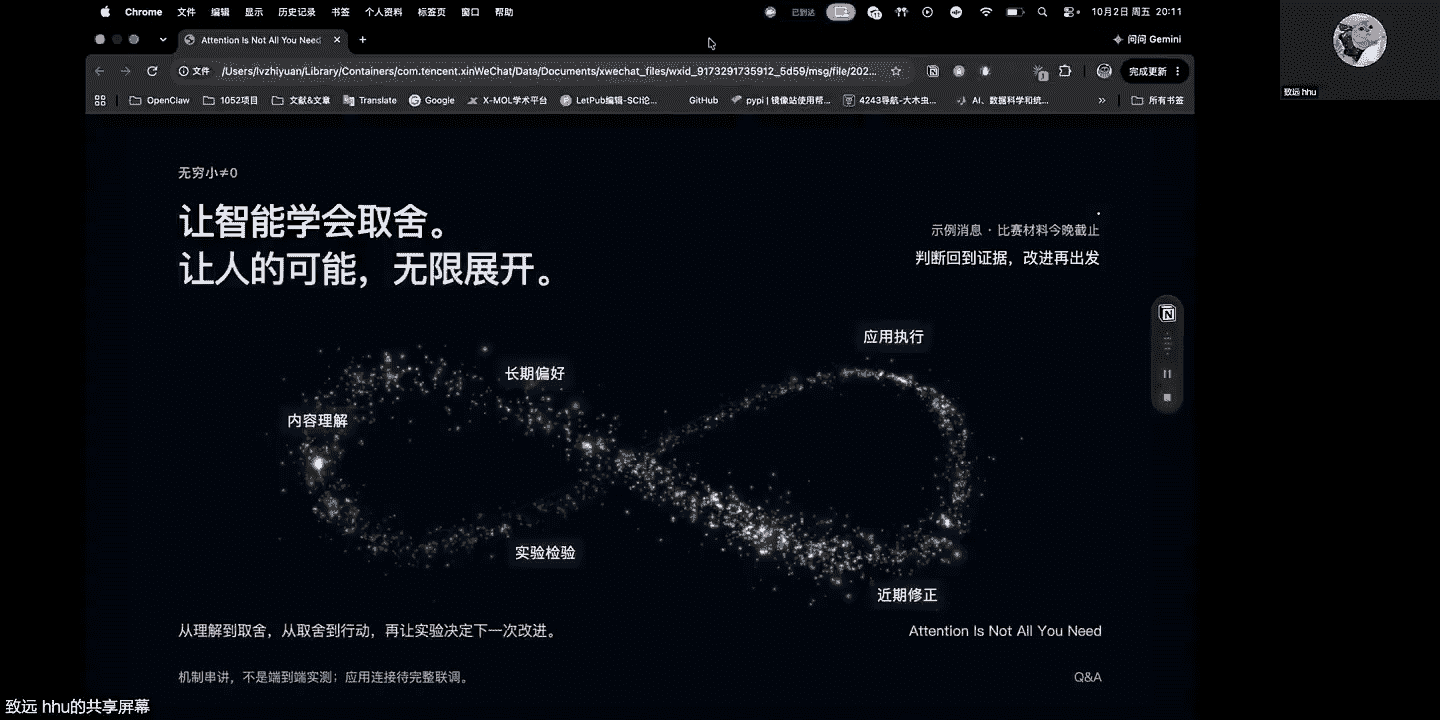 Chrome 文件 编辑 显示 历史记录 书签 个人资料 标签页 窗口 帮助
已到达
11
10月2日 周五 20:11
致远 hhu
Attention Is Not All You Need
问问 Gemini
文件 /Users/lvzhiyuan/Library/Containers/com.tencent.xinWeChat/Data/Documents/xwechat_files/wxid_9173291735912_5d59/msg/file/202...
1
完成更新
OpenClaw 1052项目 文献&文章 Translate Google X-MOL学术平台 LetPub编辑-SCI论... GitHub pypi | 镜像站使用帮... 4243导航-大木虫... AI、数据科学和统... » 所有书签
无穷小≠0
让智能学会取舍。
让人的可能，无限展开。
示例消息 · 比赛材料今晚截止
判断回到证据，改进再出发
应用执行
长期偏好
内容理解
实验检验
近期修正
从理解到取舍，从取舍到行动，再让实验决定下一次改进。
Attention Is Not All You Need
机制串讲，不是端到端实测；应用连接待完整联调。
Q&A
致远 hhu的共享屏幕